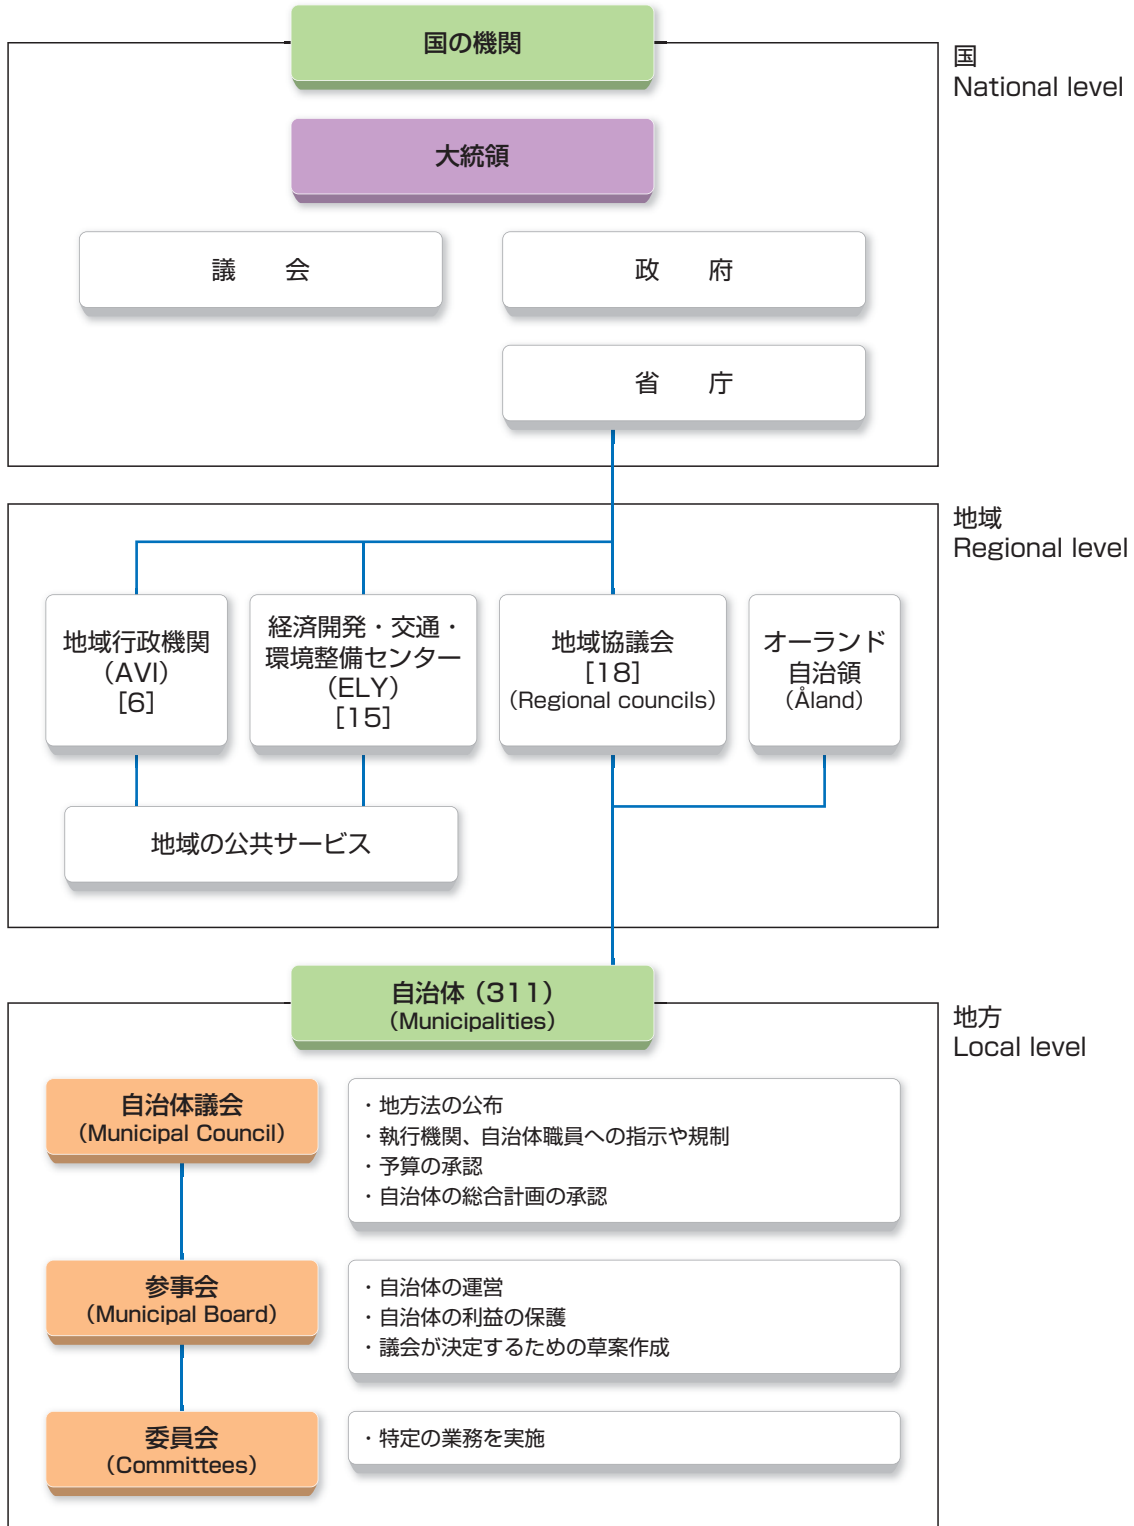 国の機関
国
National level
大統領
議　会
政　府
省　庁
地域
Regional level
地域行政機関
（AVI）
[6]
経済開発・交通・
環境整備センター
（ELY）
[15]
地域協議会
[18]
（Regional councils）
オーランド
自治領
（Åland）
地域の公共サービス
自治体（311）
（Municipalities）
地方
Local level
自治体議会
（Municipal Council）
・地方法の公布
・執行機関、自治体職員への指示や規制
・予算の承認
・自治体の総合計画の承認
参事会
（Municipal Board）
・自治体の運営
・自治体の利益の保護
・議会が決定するための草案作成
委員会
（Committees）
・特定の業務を実施